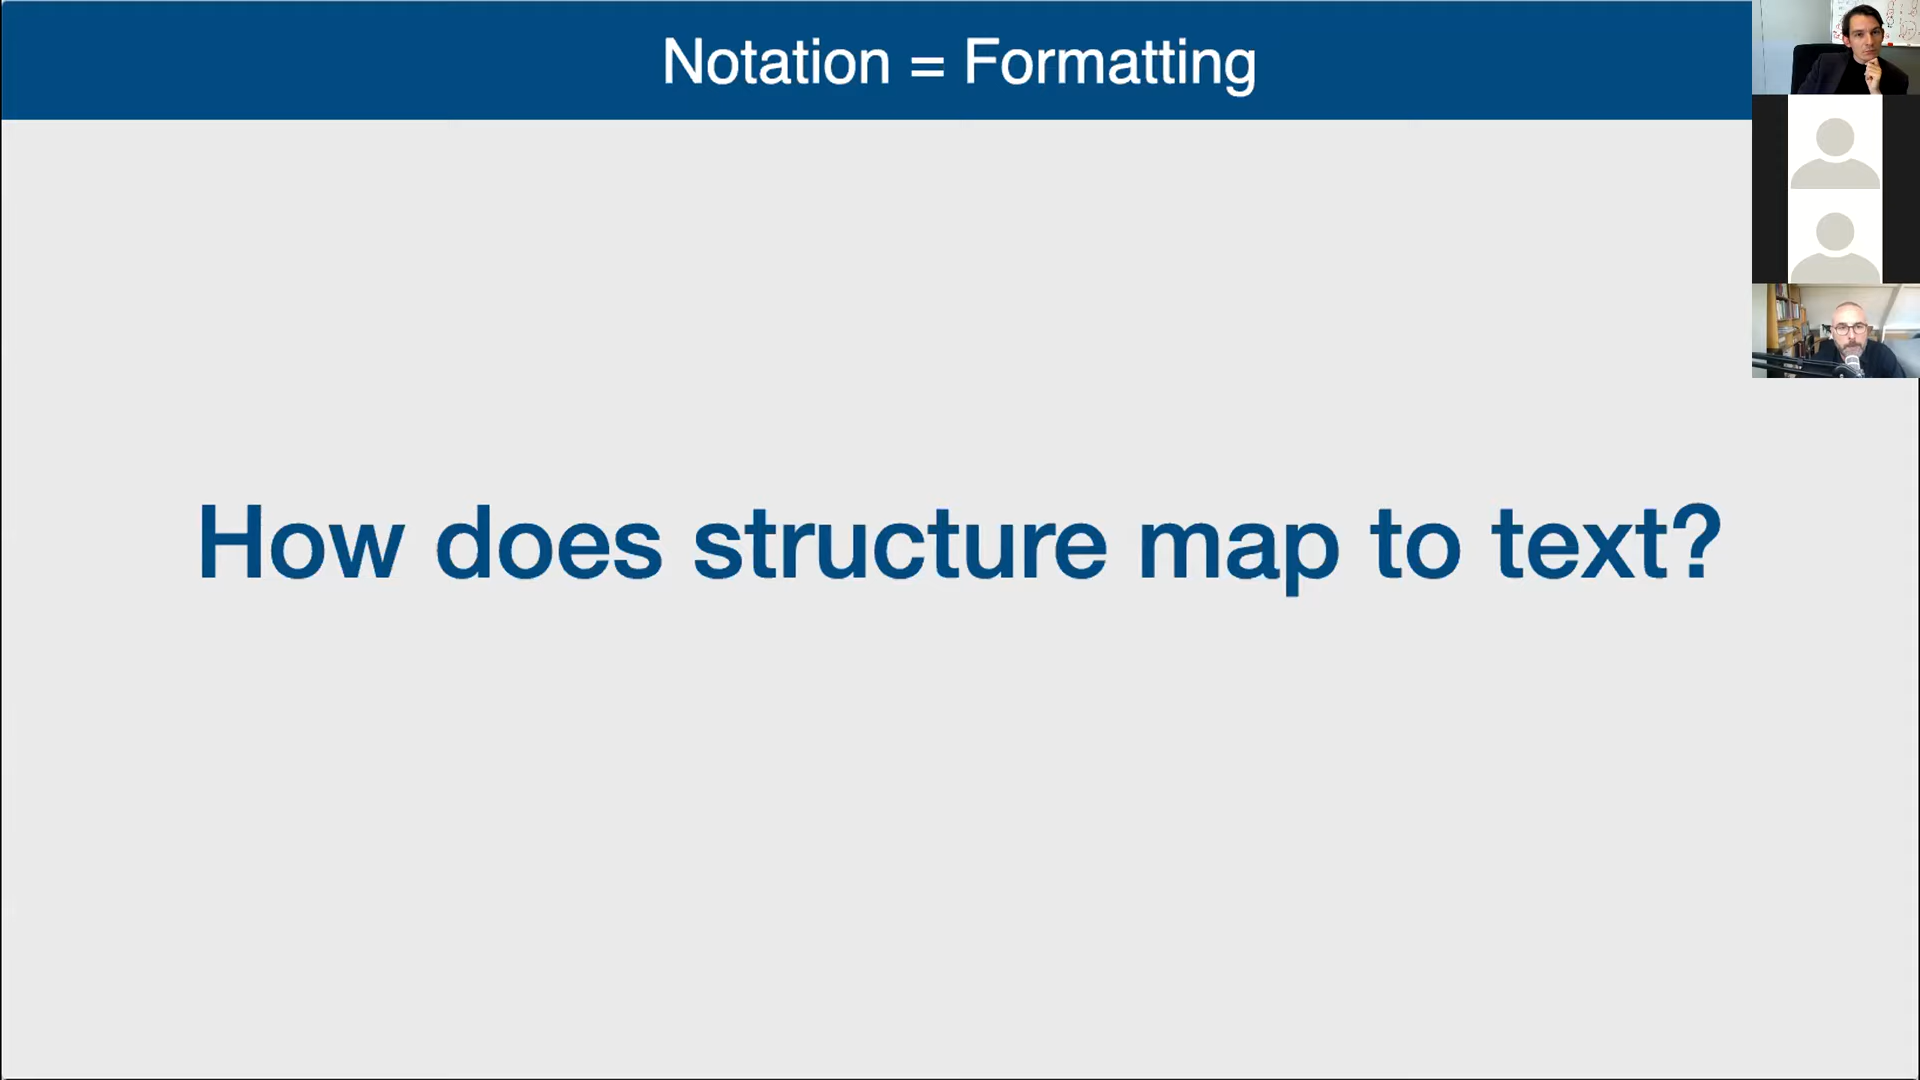 Notation = Formatting
How does structure map to text?